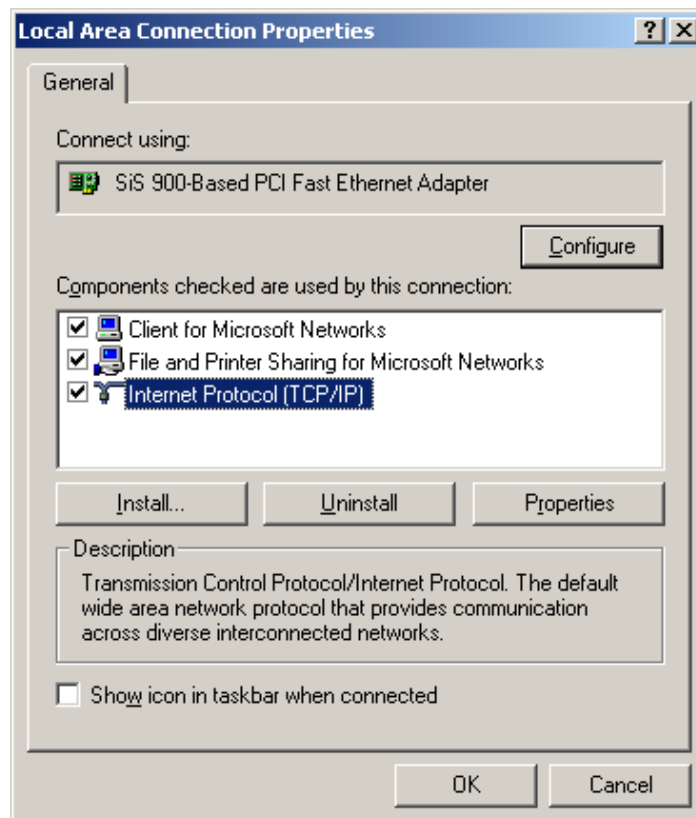 Local Area Connection Properties
General
Connect using:
SiS 900-Based PCI Fast Ethernet Adapter
Configure
Components checked are used by this connection:
Client for Microsoft Networks
File and Printer Sharing for Microsoft Networks
Internet Protocol (TCP/IP)
Install... Uninstall Properties
Description
Transmission Control Protocol/Internet Protocol. The default
wide area network protocol that provides communication
across diverse interconnected networks.
Show icon in taskbar when connected
OK Cancel